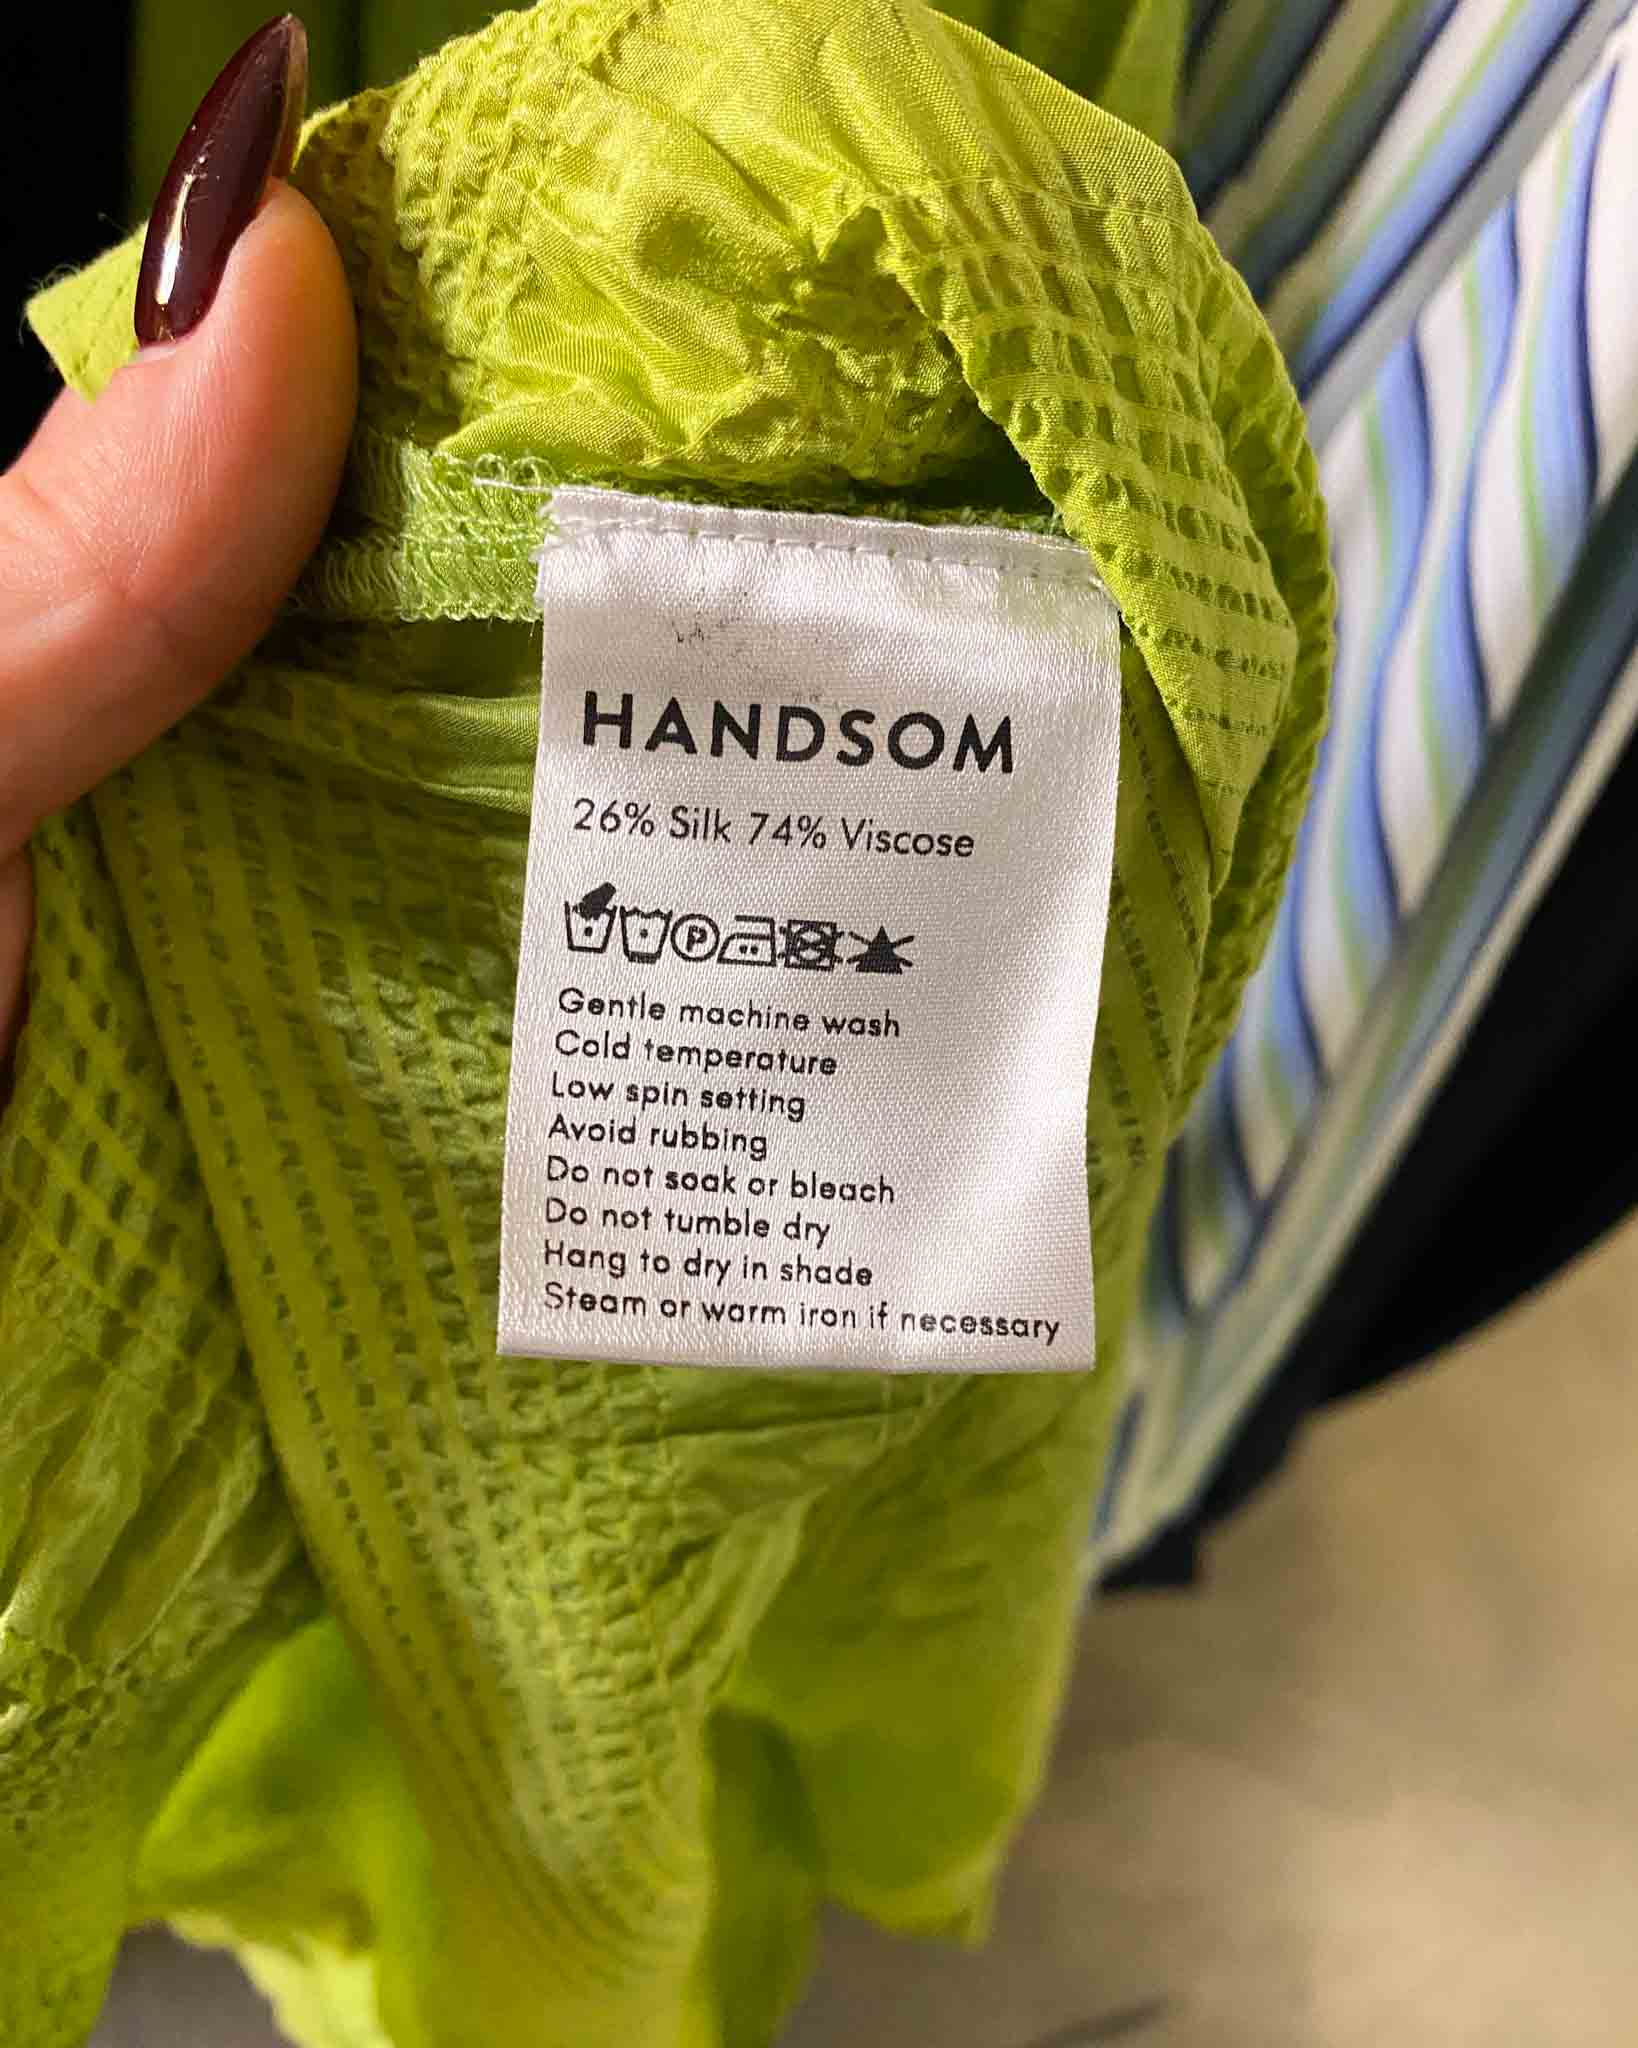 HANDSOM
26% Silk 74% Viscose
P
Gentle machine wash
Cold temperature
Low spin setting
Avoid rubbing
Do not soak or bleach
Do not tumble dry
Hang to dry in shade
Steam or warm iron if necessary